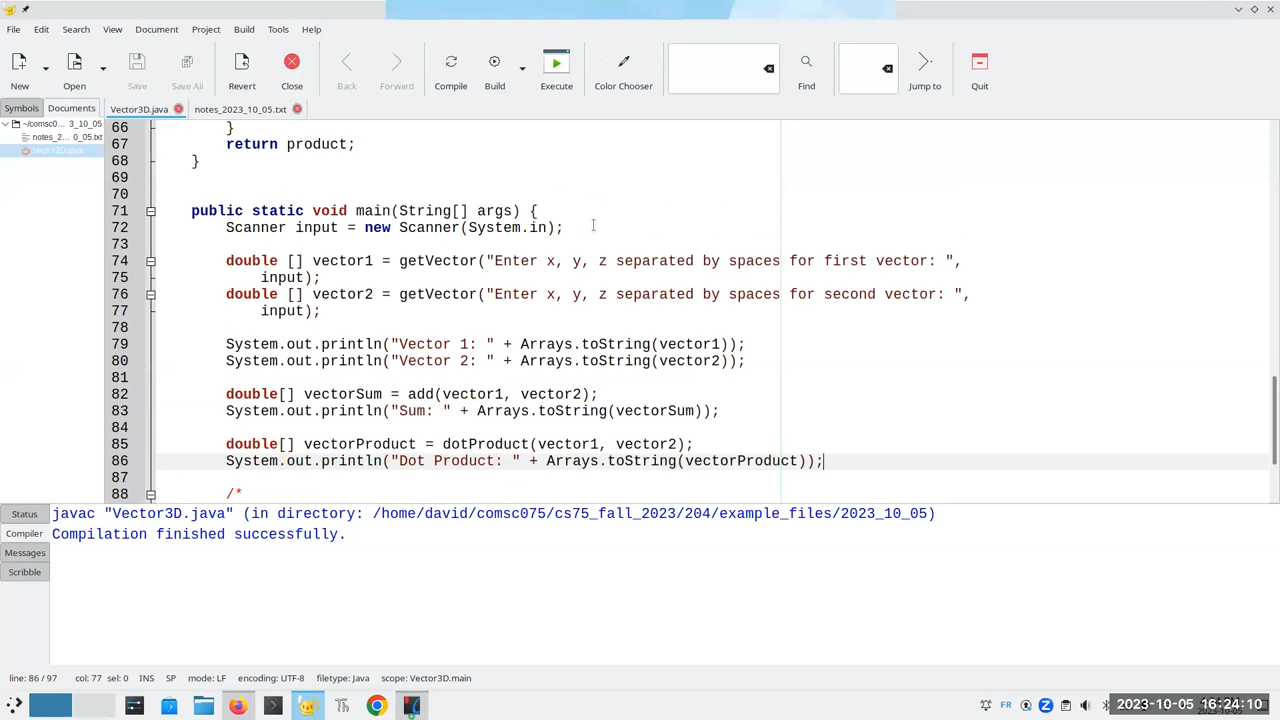 File Edit Search View Document Project Build Tools Help
New Open Save Save All Revert Close Back Forward Compile Build Execute Color Chooser Find Jump to Quit
Symbols Documents Vector3D.java notes_2023_10_05.txt
~/comsc0... 3_10_05
notes_2... 0_05.txt
Vector3D.java
66 }
67 return product;
68 }
69
70
71 public static void main(String[] args) {
72 Scanner input = new Scanner(System.in);
73
74 double [] vector1 = getVector("Enter x, y, z separated by spaces for first vector: ",
75 input);
76 double [] vector2 = getVector("Enter x, y, z separated by spaces for second vector: ",
77 input);
78
79 System.out.println("Vector 1: " + Arrays.toString(vector1));
80 System.out.println("Vector 2: " + Arrays.toString(vector2));
81
82 double[] vectorSum = add(vector1, vector2);
83 System.out.println("Sum: " + Arrays.toString(vectorSum));
84
85 double[] vectorProduct = dotProduct(vector1, vector2);
86 System.out.println("Dot Product: " + Arrays.toString(vectorProduct));
87
88 /*
Status
Compiler
Messages
Scribble
javac "Vector3D.java" (in directory: /home/david/comsc075/cs75_fall_2023/204/example_files/2023_10_05)
Compilation finished successfully.
line: 86 / 97 col: 77 sel: 0 INS SP mode: LF encoding: UTF-8 filetype: Java scope: Vector3D.main
FR
2023-10-05 16:24:10